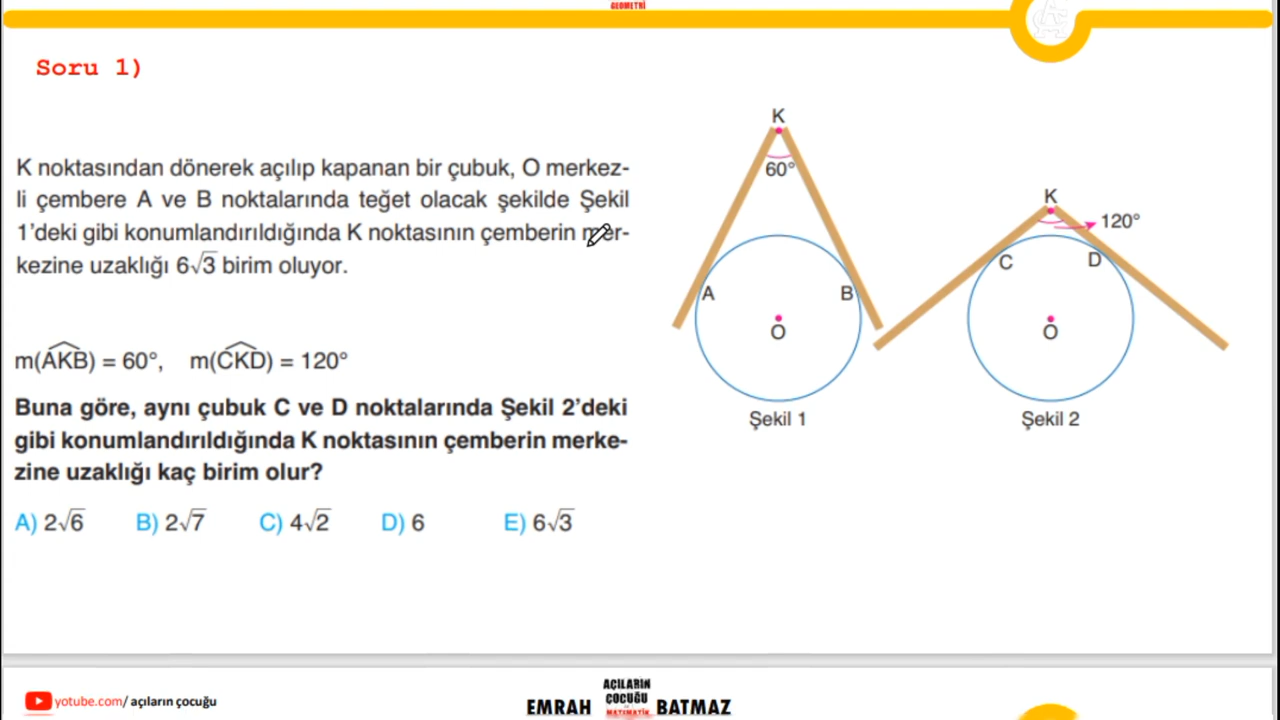 GEOMETRİ
Soru 1)
K noktasından dönerek açılıp kapanan bir çubuk, O merkez-
li çembere A ve B noktalarında teğet olacak şekilde Şekil
1'deki gibi konumlandırıldığında K noktasının çemberin mer-
kezine uzaklığı 6√3 birim oluyor.
m(AKB) = 60°, m(CKD) = 120°
Buna göre, aynı çubuk C ve D noktalarında Şekil 2'deki
gibi konumlandırıldığında K noktasının çemberin merke-
zine uzaklığı kaç birim olur?
A) 2√6 B) 2√7 C) 4√2 D) 6 E) 6√3
K
60°
A
B
O
Şekil 1
K
120°
C
D
O
Şekil 2
yotube.com/ açıların çocuğu
EMRAH
AÇILARIN
ÇOCUĞU
MATEMATİK
BATMAZ